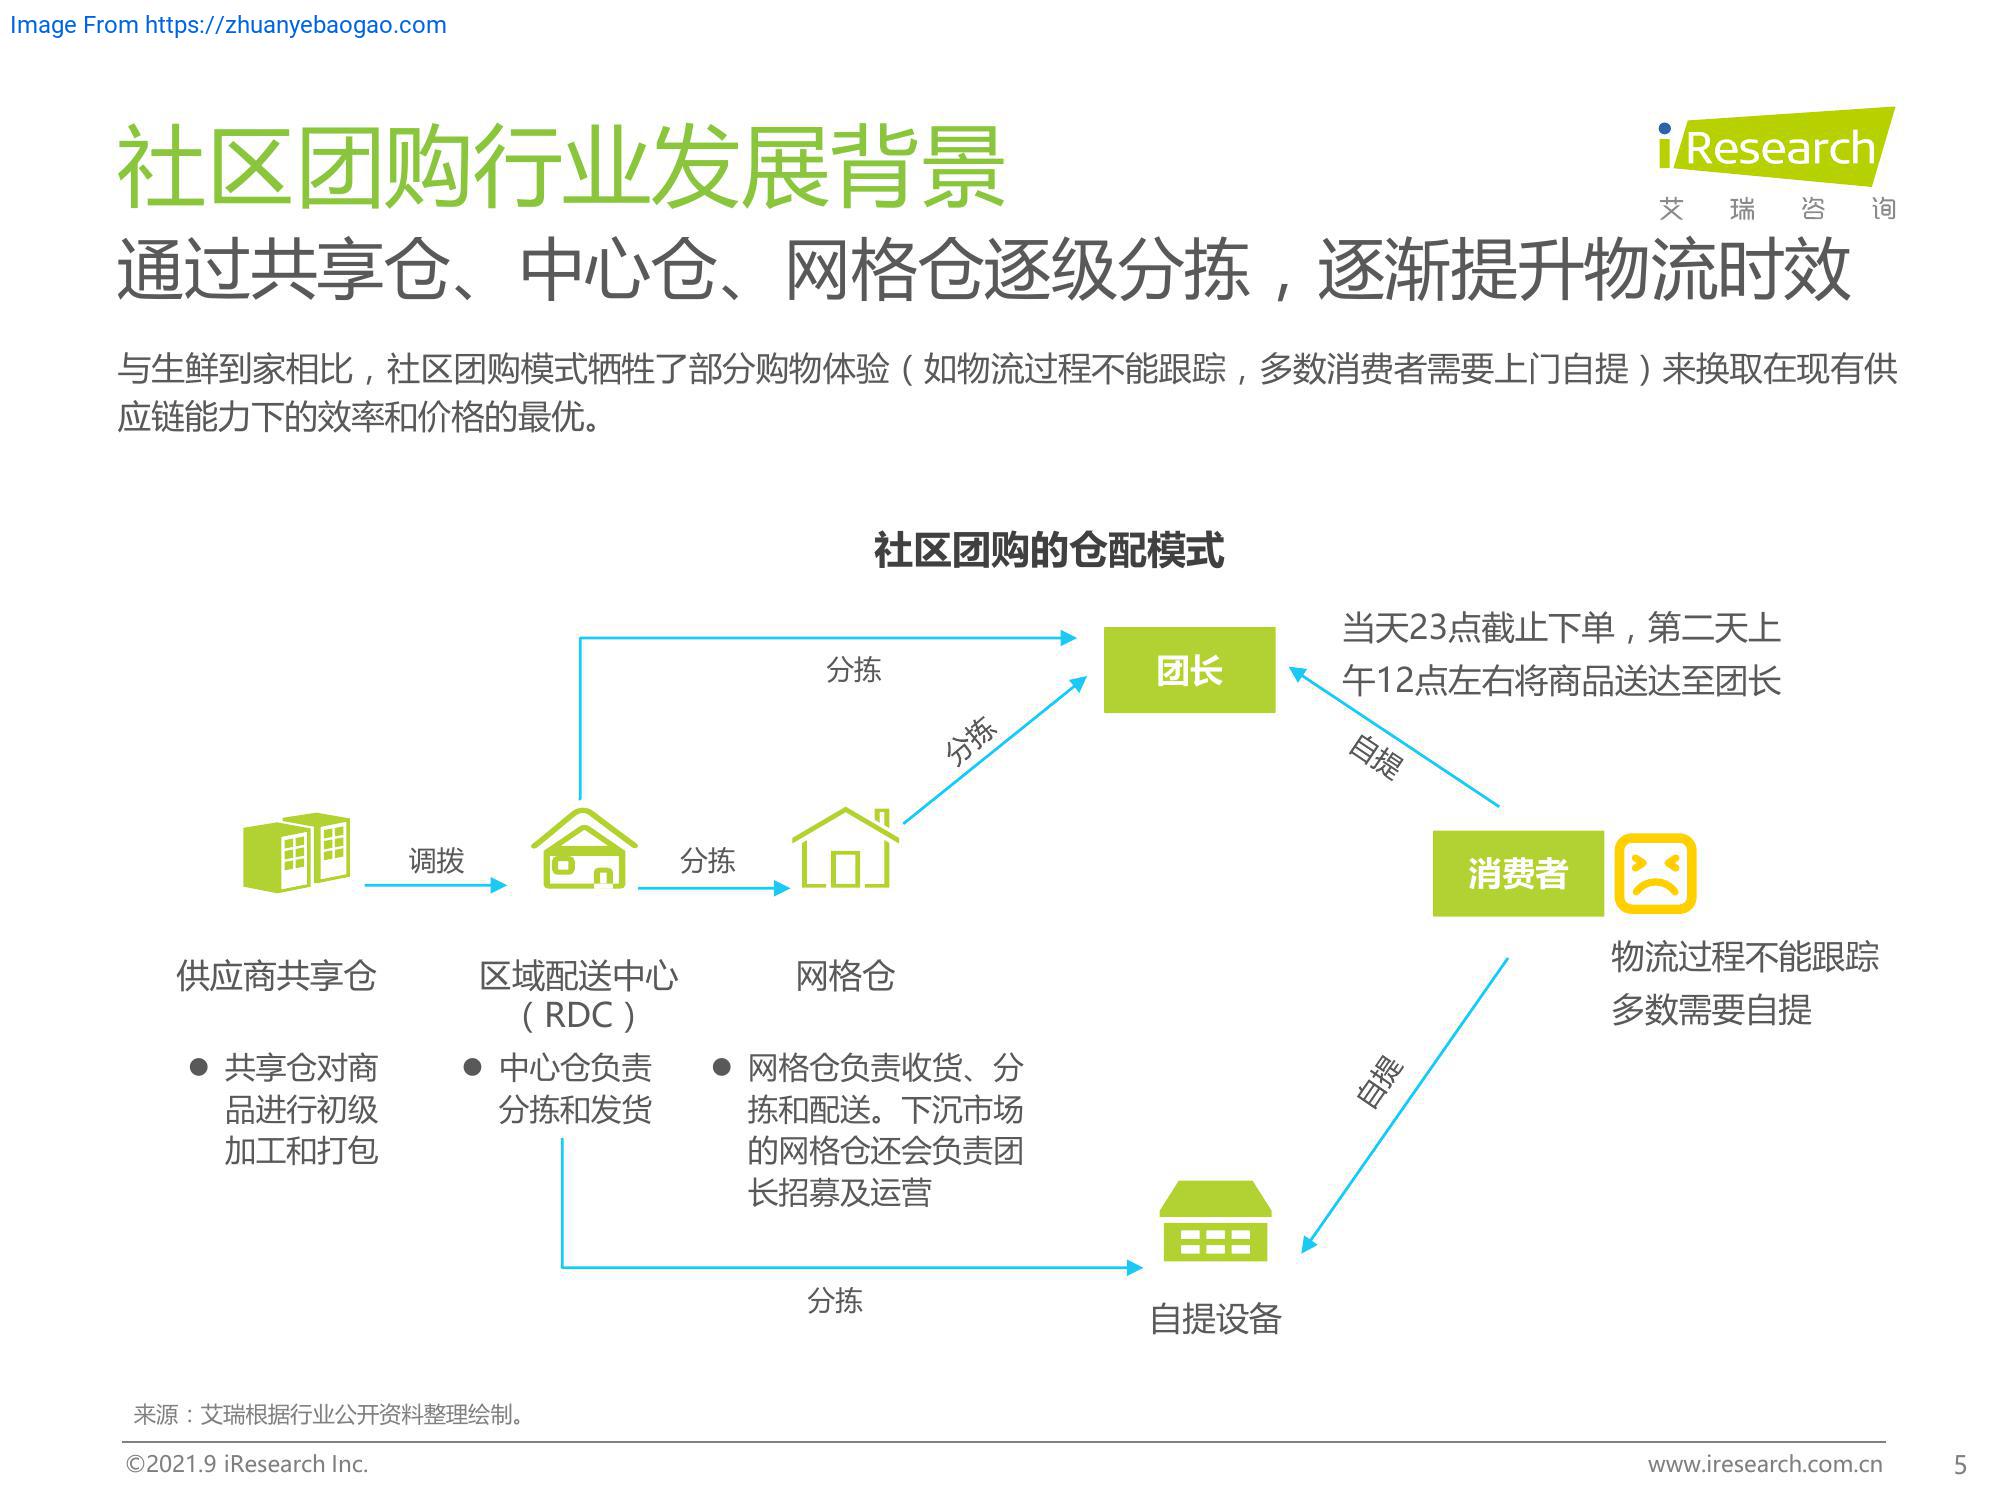 Image From https://zhuanyebaogao.com
社区团购行业发展背景
iResearch
艾瑞咨询
通过共享仓、中心仓、网格仓逐级分拣，逐渐提升物流时效
与生鲜到家相比，社区团购模式牺牲了部分购物体验（如物流过程不能跟踪，多数消费者需要上门自提）来换取在现有供
应链能力下的效率和价格的最优。
社区团购的仓配模式
分拣
团长
当天23点截止下单，第二天上
午12点左右将商品送达至团长
分拣
自提
调拨
分拣
消费者
供应商共享仓
区域配送中心
（RDC）
网格仓
物流过程不能跟踪
多数需要自提
● 共享仓对商
品进行初级
加工和打包
● 中心仓负责
分拣和发货
● 网格仓负责收货、分
拣和配送。下沉市场
的网格仓还会负责团
长招募及运营
自提
分拣
自提设备
来源：艾瑞根据行业公开资料整理绘制。
©2021.9 iResearch Inc.
www.iresearch.com.cn
5